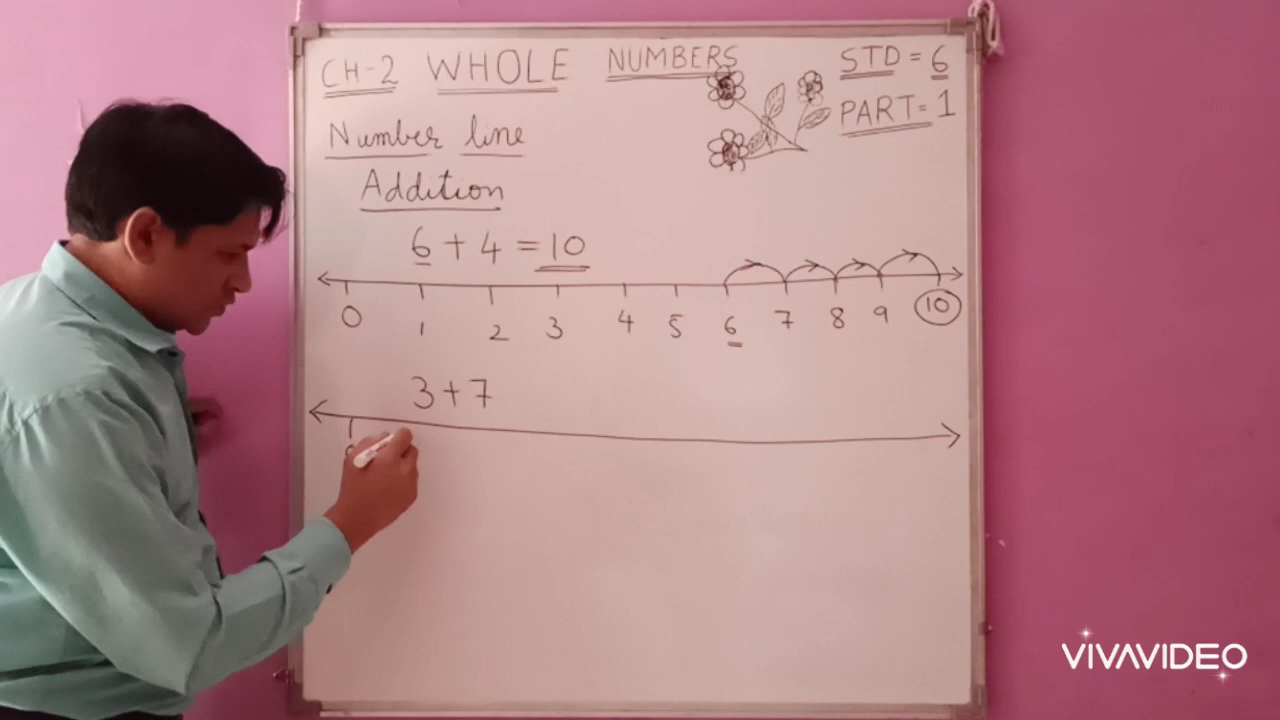 CH-2 WHOLE NUMBERS
STD = 6
PART = 1
Number line
Addition
6 + 4 = 10
0 1 2 3 4 5 6 7 8 9 10
3 + 7
VIVAVIDEO